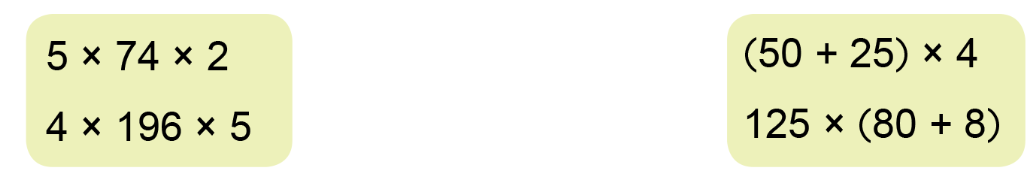 5 × 74 × 2
4 × 196 × 5
(50 + 25) × 4
125 × (80 + 8)